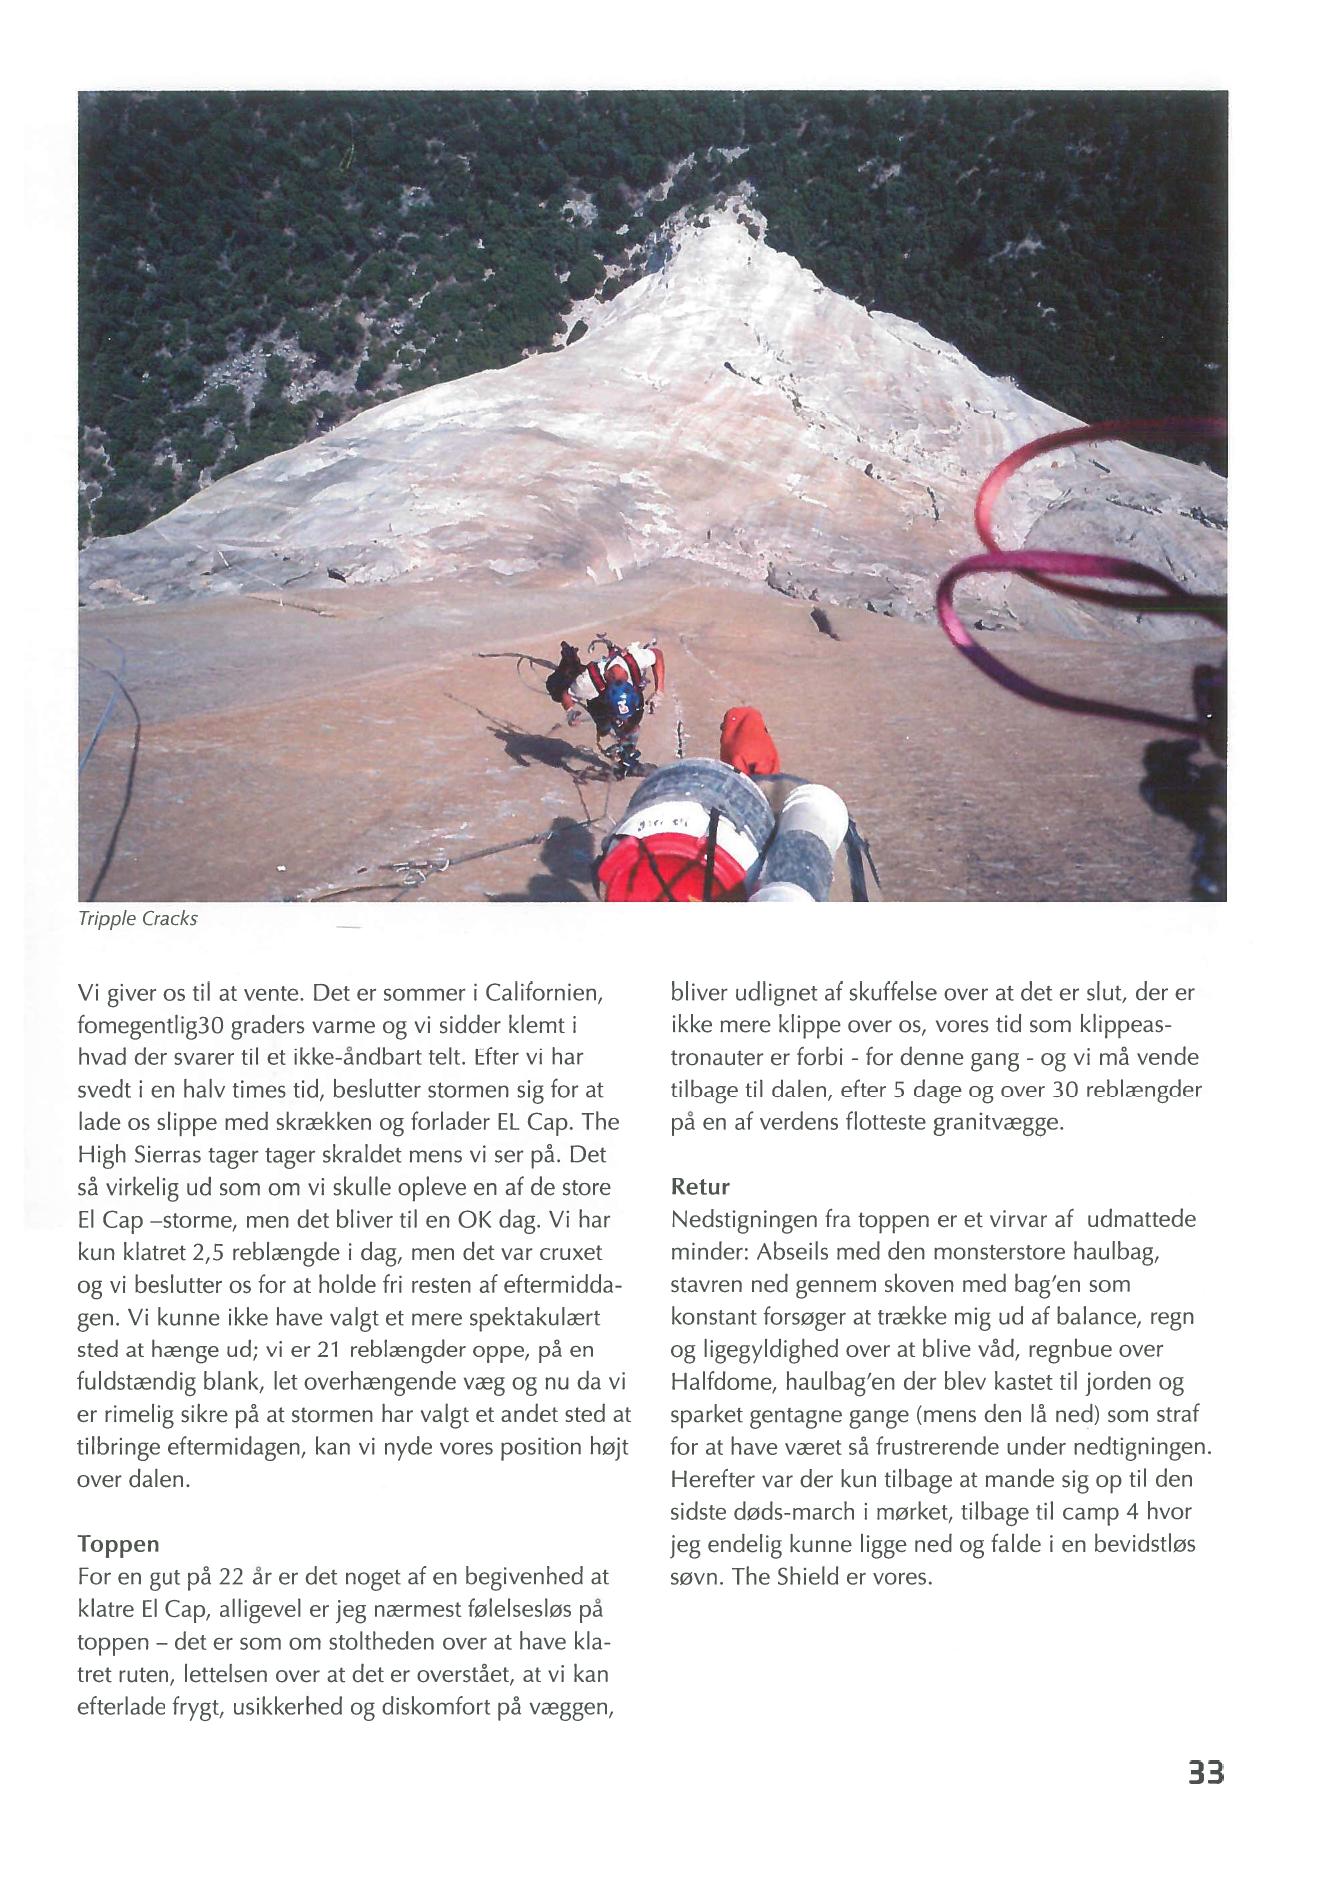 Tripple Cracks
Vi giver os til at vente. Det er sommer i Californien,
fomegentlig30 graders varme og vi sidder klemt i
hvad der svarer til et ikke-åndbart telt. Efter vi har
svedt i en halv times tid, beslutter stormen sig for at
lade os slippe med skrækken og forlader EL Cap. The
High Sierras tager tager skraldet mens vi ser på. Det
så virkelig ud som om vi skulle opleve en af de store
El Cap –storme, men det bliver til en OK dag. Vi har
kun klatret 2,5 reblængde i dag, men det var cruxet
og vi beslutter os for at holde fri resten af eftermidda-
gen. Vi kunne ikke have valgt et mere spektakulært
sted at hænge ud; vi er 21 reblængder oppe, på en
fuldstændig blank, let overhængende væg og nu da vi
er rimelig sikre på at stormen har valgt et andet sted at
tilbringe eftermidagen, kan vi nyde vores position højt
over dalen.
Toppen
For en gut på 22 år er det noget af en begivenhed at
klatre El Cap, alligevel er jeg nærmest følelsesløs på
toppen – det er som om stoltheden over at have kla-
tret ruten, lettelsen over at det er overstået, at vi kan
efterlade frygt, usikkerhed og diskomfort på væggen,
bliver udlignet af skuffelse over at det er slut, der er
ikke mere klippe over os, vores tid som klippeas-
tronauter er forbi - for denne gang - og vi må vende
tilbage til dalen, efter 5 dage og over 30 reblængder
på en af verdens flotteste granitvægge.
Retur
Nedstigningen fra toppen er et virvar af udmattede
minder: Abseils med den monsterstore haulbag,
stavren ned gennem skoven med bag'en som
konstant forsøger at trække mig ud af balance, regn
og ligegyldighed over at blive våd, regnbue over
Halfdome, haulbag'en der blev kastet til jorden og
sparket gentagne gange (mens den lå ned) som straf
for at have været så frustrerende under nedtigningen.
Herefter var der kun tilbage at mande sig op til den
sidste døds-march i mørket, tilbage til camp 4 hvor
jeg endelig kunne ligge ned og falde i en bevidstløs
søvn. The Shield er vores.
33